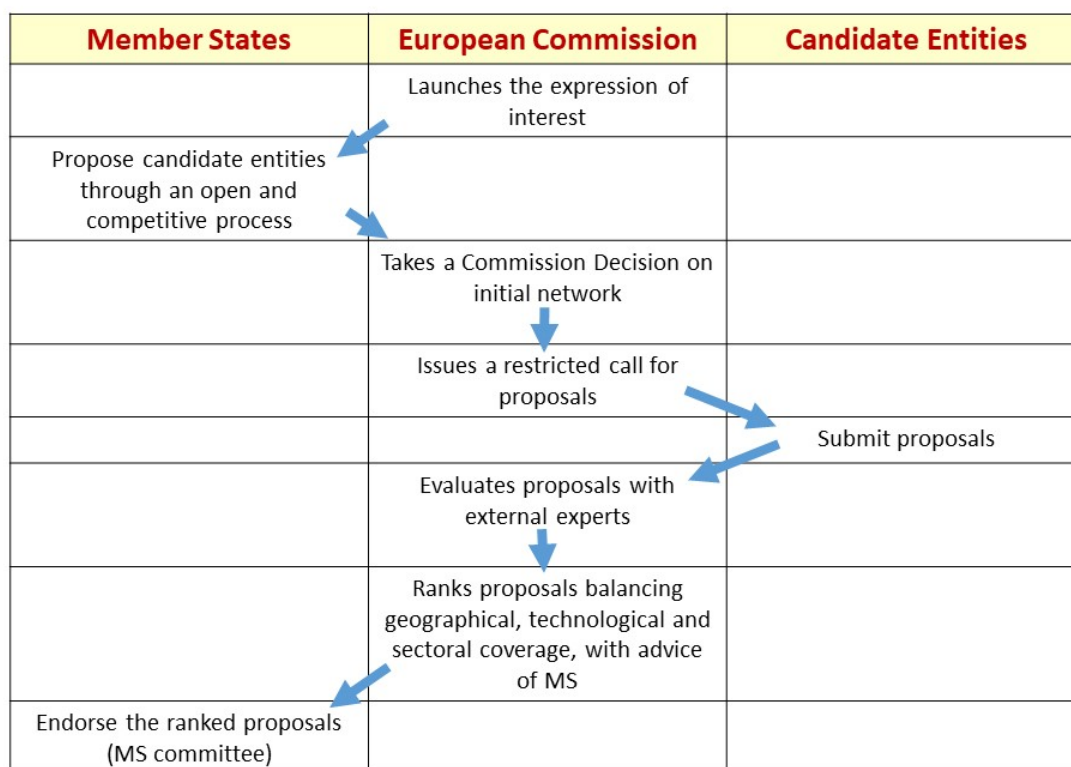 Member States
European Commission
Candidate Entities
Launches the expression of
interest
Propose candidate entities
through an open and
competitive process
Takes a Commission Decision on
initial network
Issues a restricted call for
proposals
Submit proposals
Evaluates proposals with
external experts
Ranks proposals balancing
geographical, technological and
sectoral coverage, with advice
of MS
Endorse the ranked proposals
(MS committee)